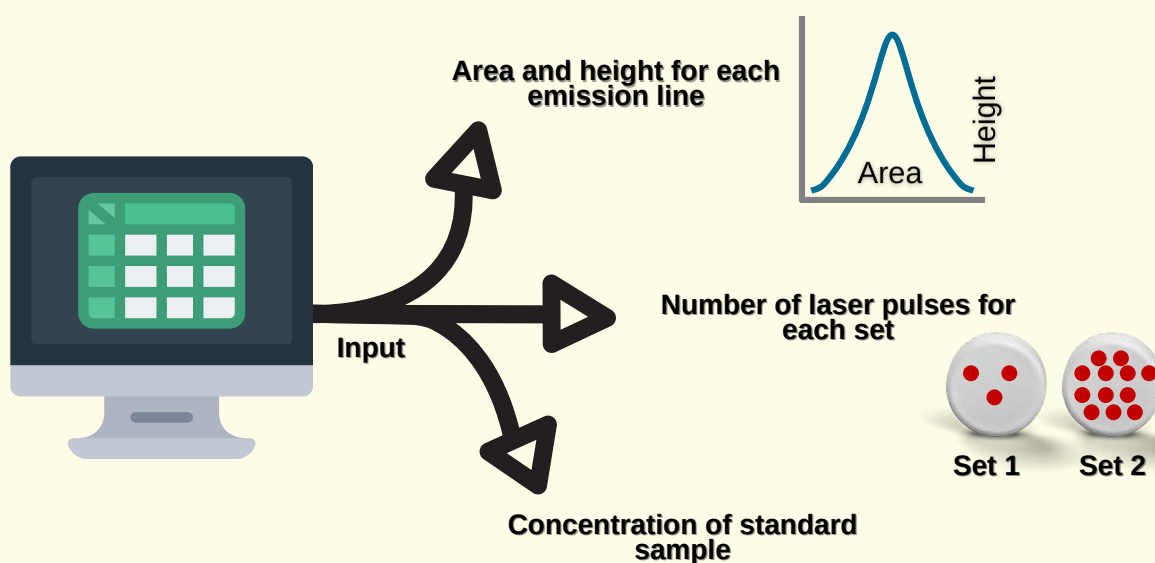 Area and height for each
emission line
Height
Area
Number of laser pulses for
each set
Input
Set 1
Set 2
Concentration of standard
sample